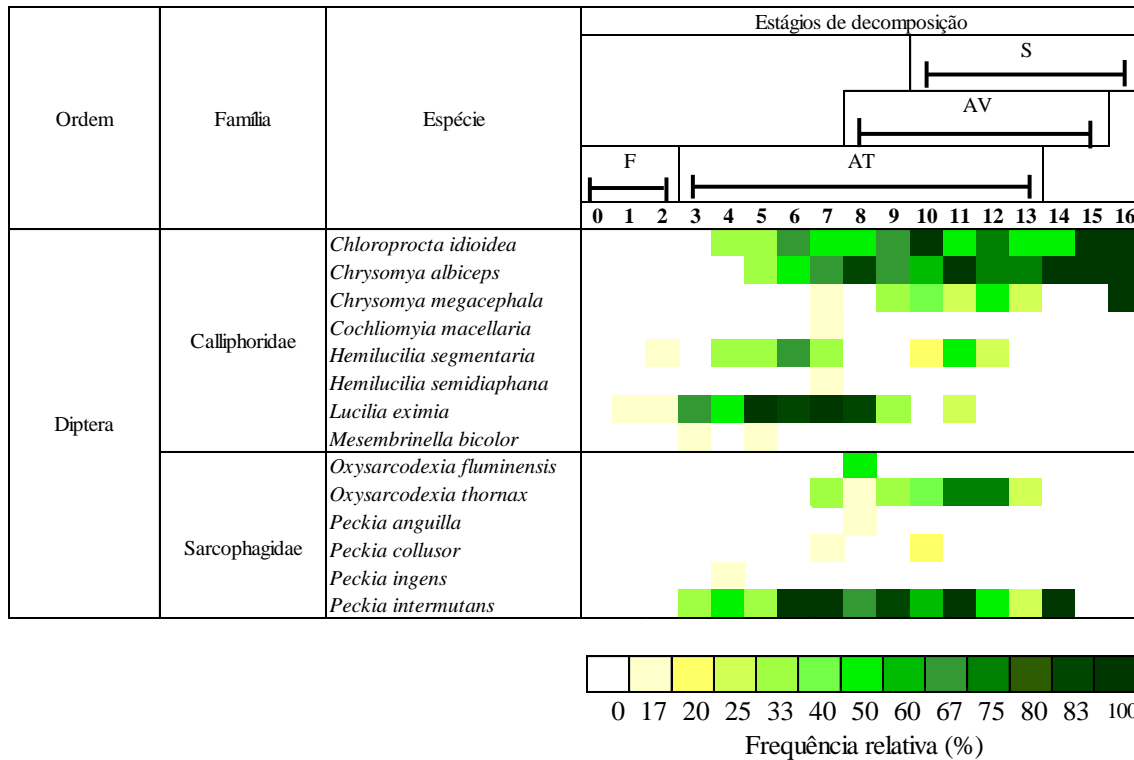 Estágios de decomposição
S
AV
Ordem Família Espécie
F AT
0 1 2 3 4 5 6 7 8 9 10 11 12 13 14 15 16
Chloroprocta idioidea
Chrysomya albiceps
Chrysomya megacephala
Cochliomyia macellaria
Calliphoridae
Hemilucilia segmentaria
Hemilucilia semidiaphana
Lucilia eximia
Diptera
Mesembrinella bicolor
Oxysarcodexia fluminensis
Oxysarcodexia thornax
Peckia anguilla
Sarcophagidae
Peckia collusor
Peckia ingens
Peckia intermutans
0 17 20 25 33 40 50 60 67 75 80 83 100
Frequência relativa (%)